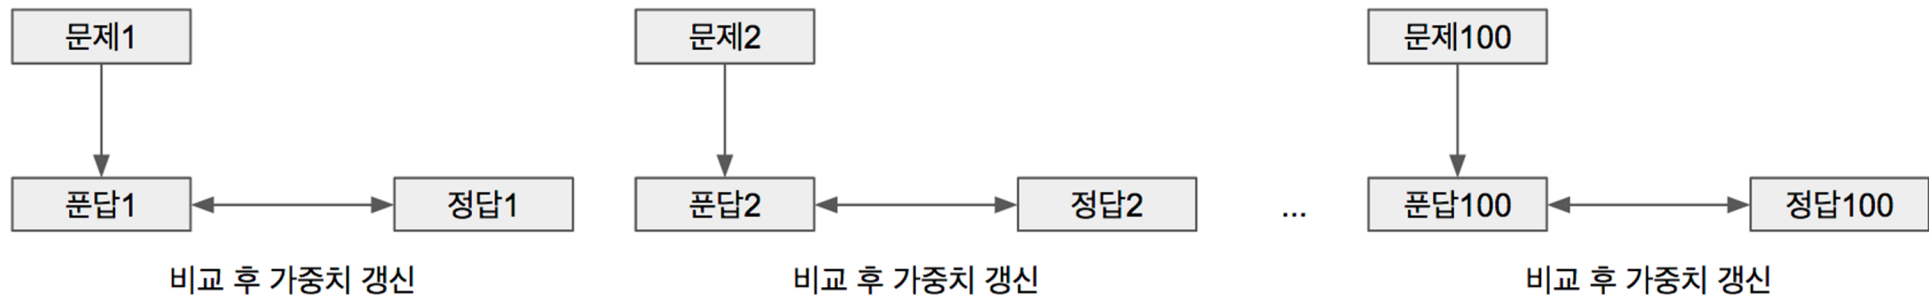 문제1
문제2
문제100
푼답1
정답1
푼답2
정답2
...
푼답100
정답100
비교 후 가중치 갱신
비교 후 가중치 갱신
비교 후 가중치 갱신